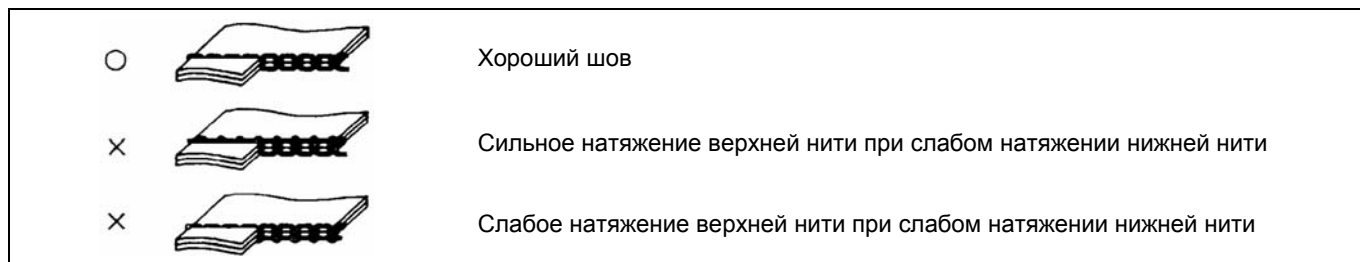 Хороший шов
Сильное натяжение верхней нити при слабом натяжении нижней нити
Слабое натяжение верхней нити при слабом натяжении нижней нити